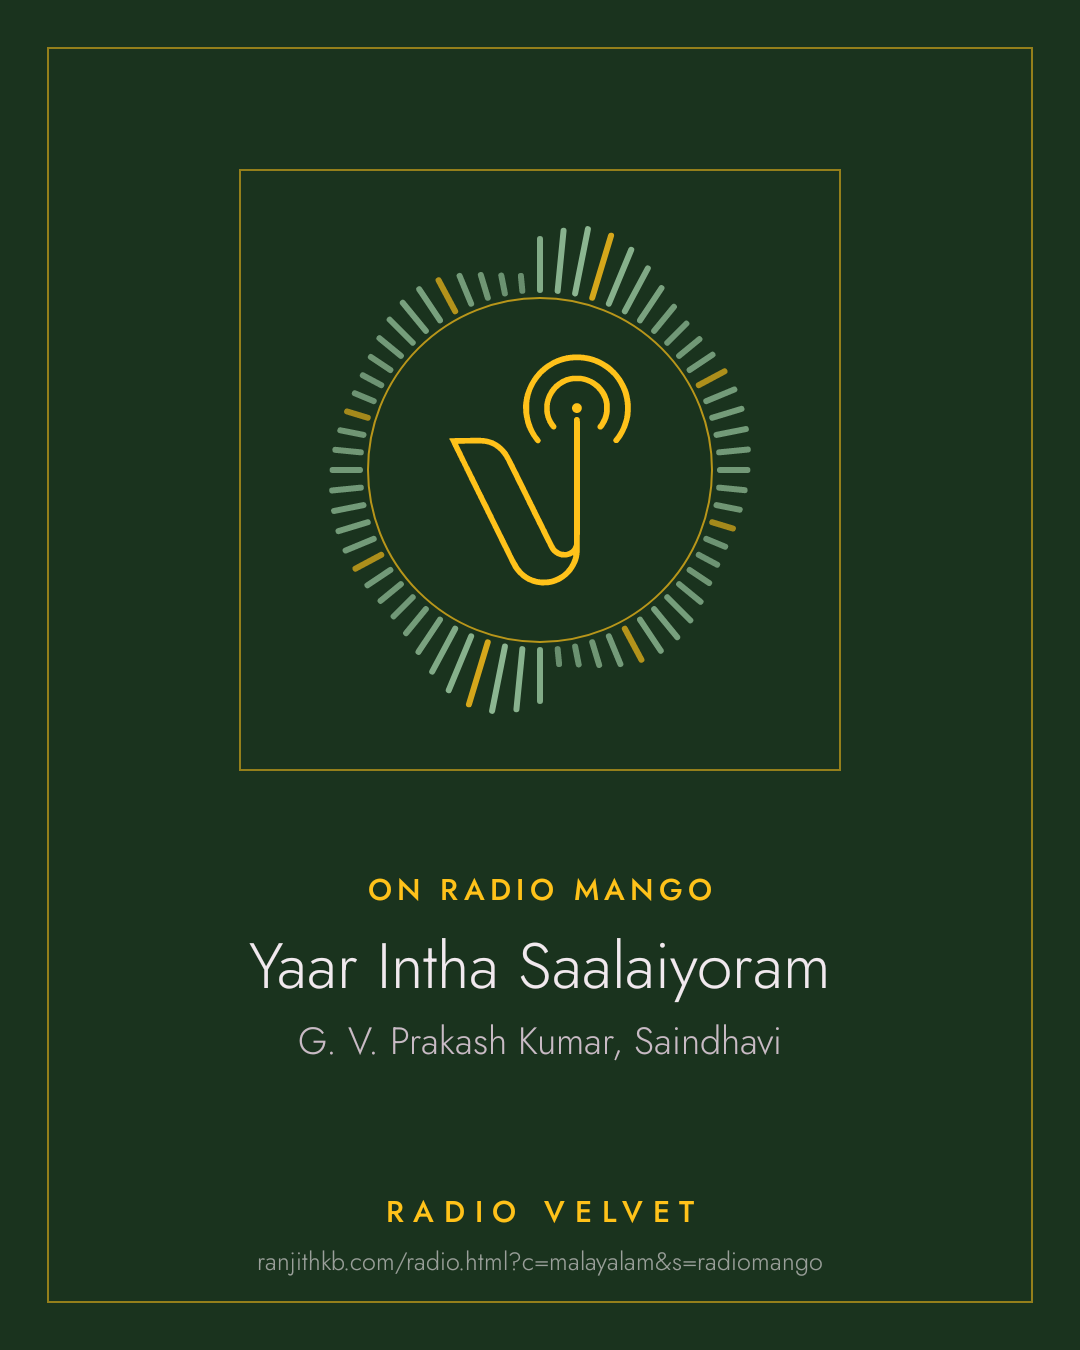 ON RADIO MANGO
Yaar Intha Saalaiyoram
G. V. Prakash Kumar, Saindhavi
RADIO VELVET
ranjithkb.com/radio.html?c=malayalam&s=radiomango